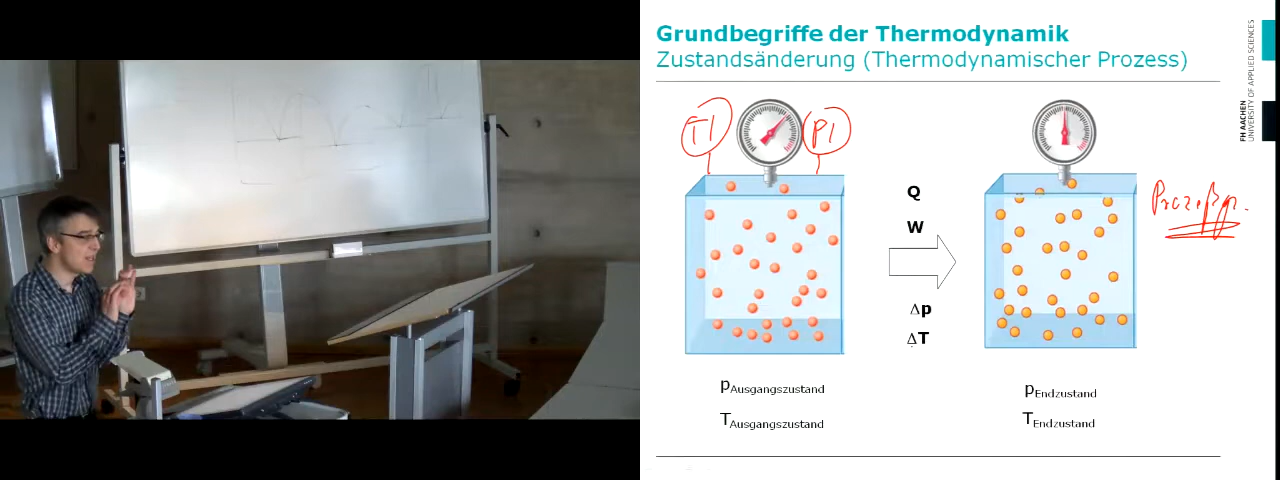 Grundbegriffe der Thermodynamik
Zustandsänderung (Thermodynamischer Prozess)
FH AACHEN
UNIVERSITY OF APPLIED SCIENCES
T1
p1
Q
W
Δp
ΔT
Prozeßgr.
pAusgangszustand
TAusgangszustand
pEndzustand
TEndzustand